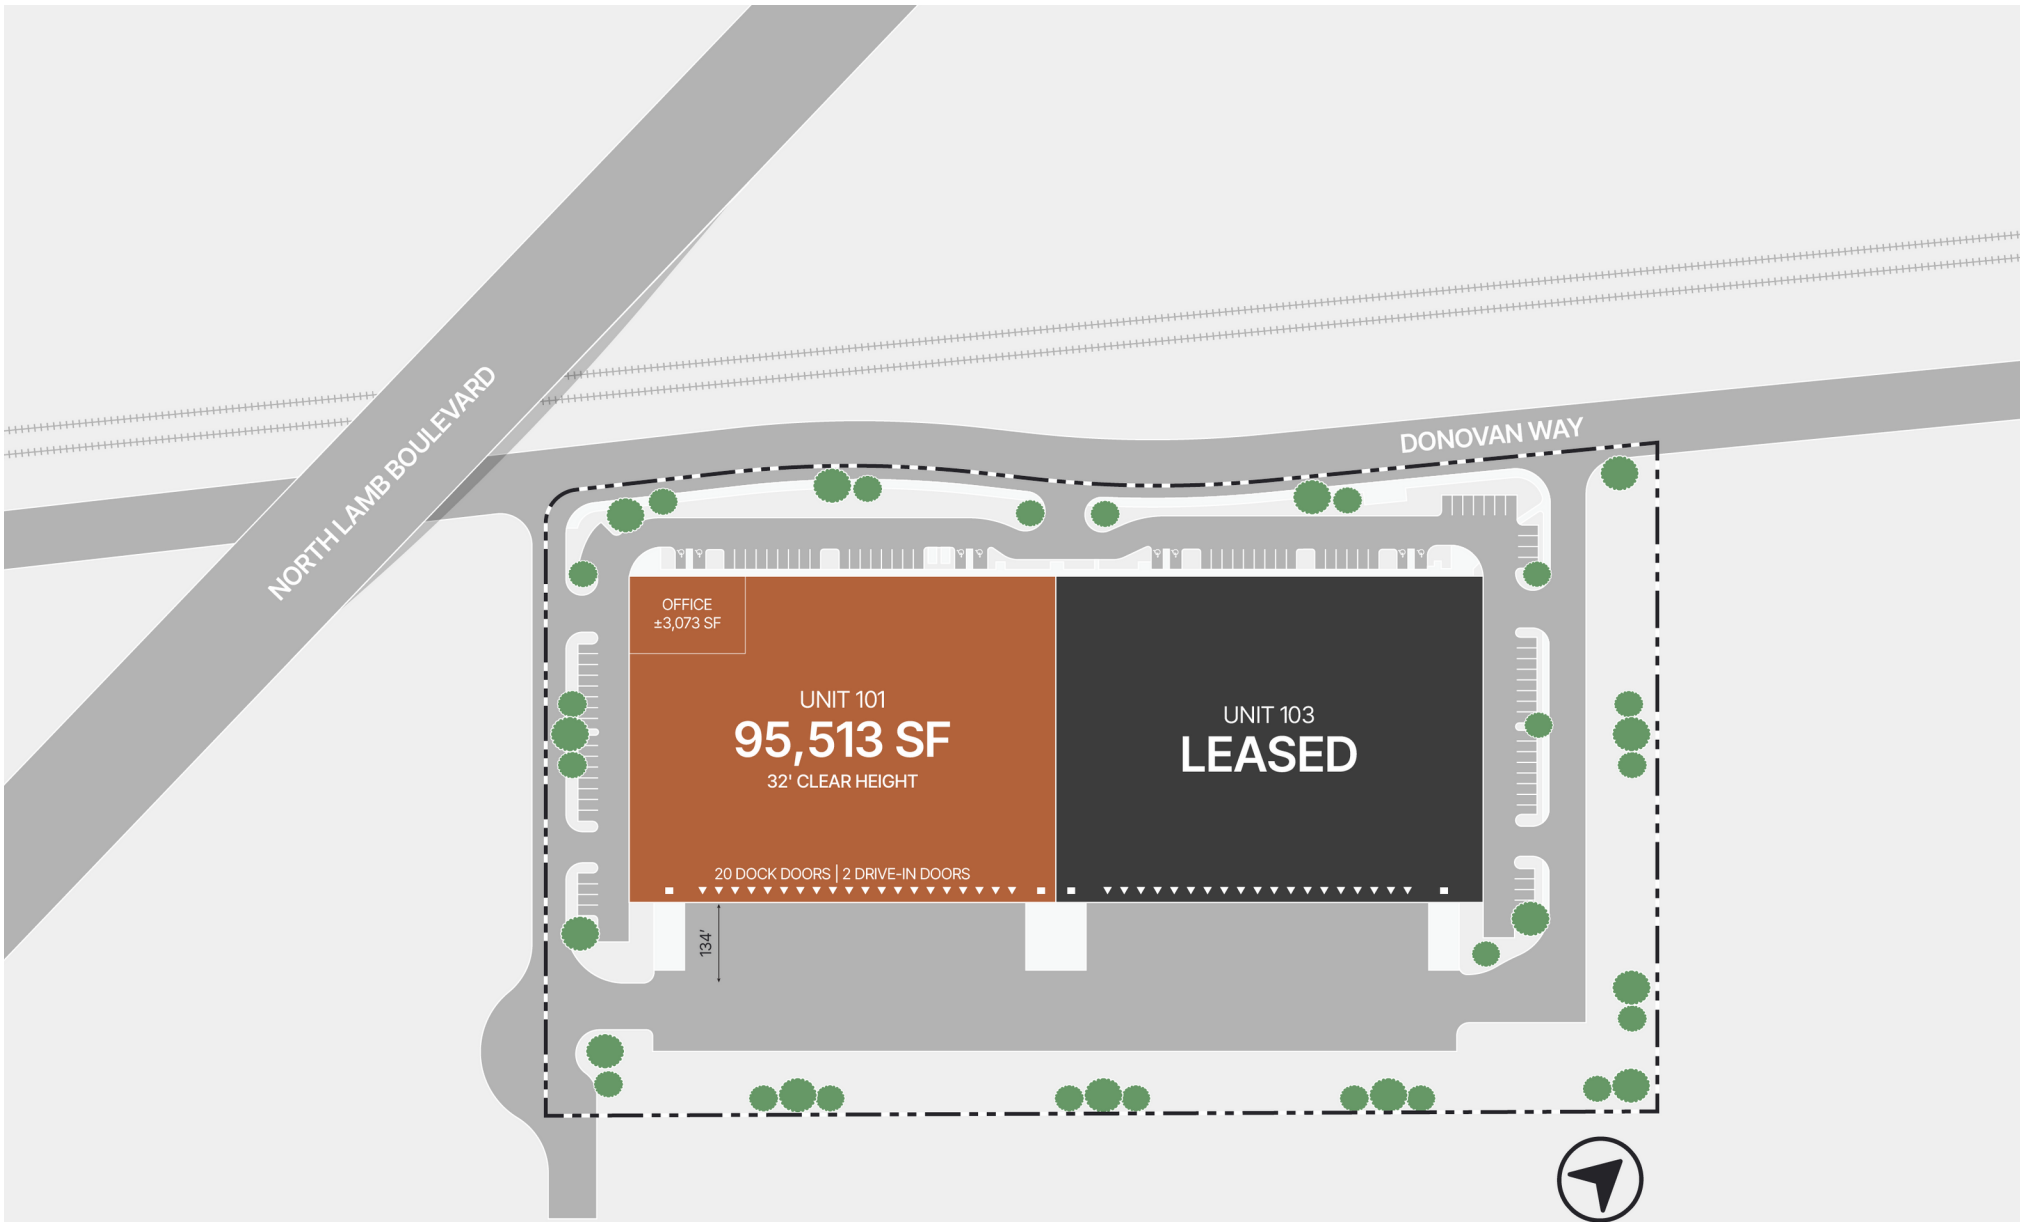 NORTH LAMB BOULEVARD
DONOVAN WAY
OFFICE
±3,073 SF
UNIT 101
95,513 SF
32' CLEAR HEIGHT
20 DOCK DOORS | 2 DRIVE-IN DOORS
UNIT 103
LEASED
134'